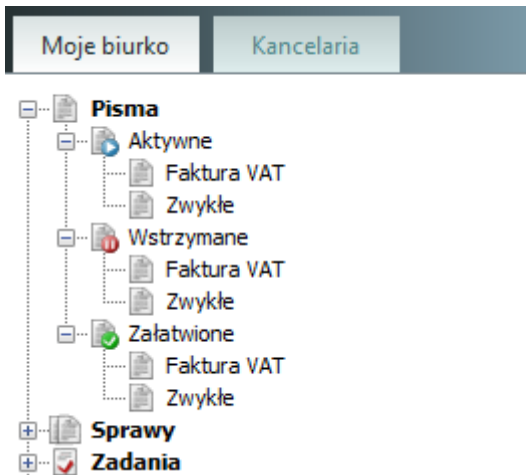 Moje biurko Kancelaria
Pisma
Aktywne
Faktura VAT
Zwykłe
Wstrzymane
Faktura VAT
Zwykłe
Załatwione
Faktura VAT
Zwykłe
Sprawy
Zadania